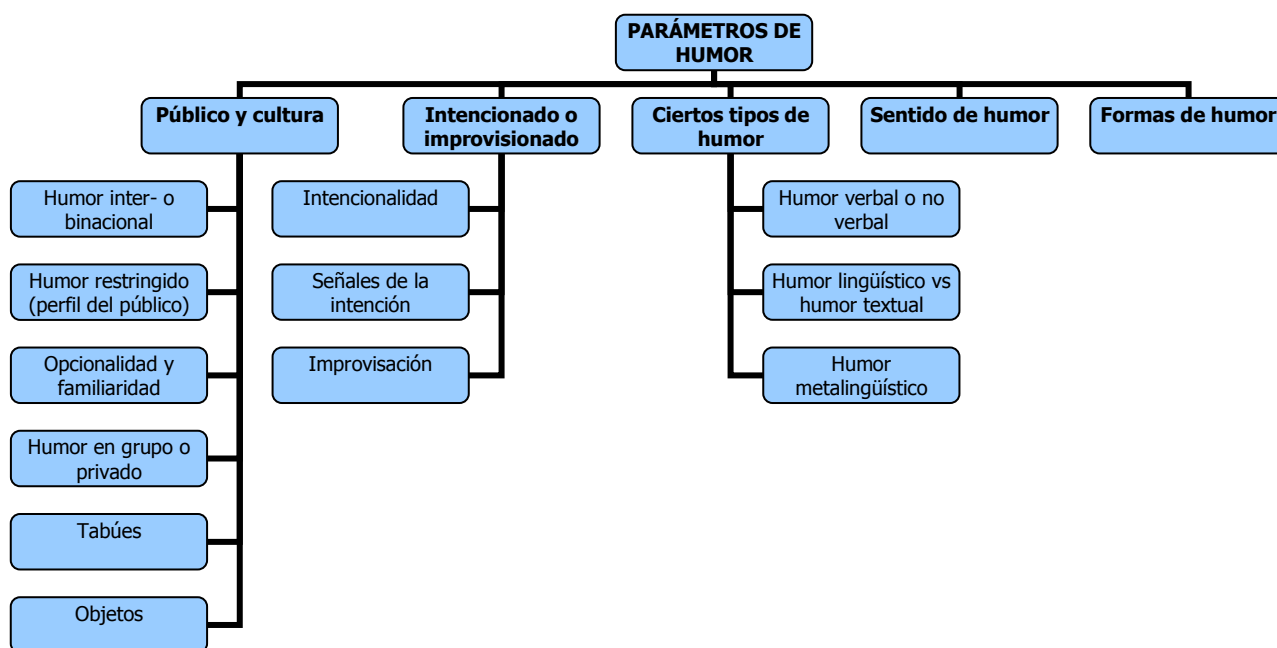 PARÁMETROS DE
HUMOR
Público y cultura
Intencionado o
improvisionado
Ciertos tipos de
humor
Sentido de humor
Formas de humor
Humor inter- o
binacional
Humor restringido
(perfil del público)
Opcionalidad y
familiaridad
Humor en grupo o
privado
Tabúes
Objetos
Intencionalidad
Señales de la
intención
Improvisación
Humor verbal o no
verbal
Humor lingüístico vs
humor textual
Humor
metalingüístico